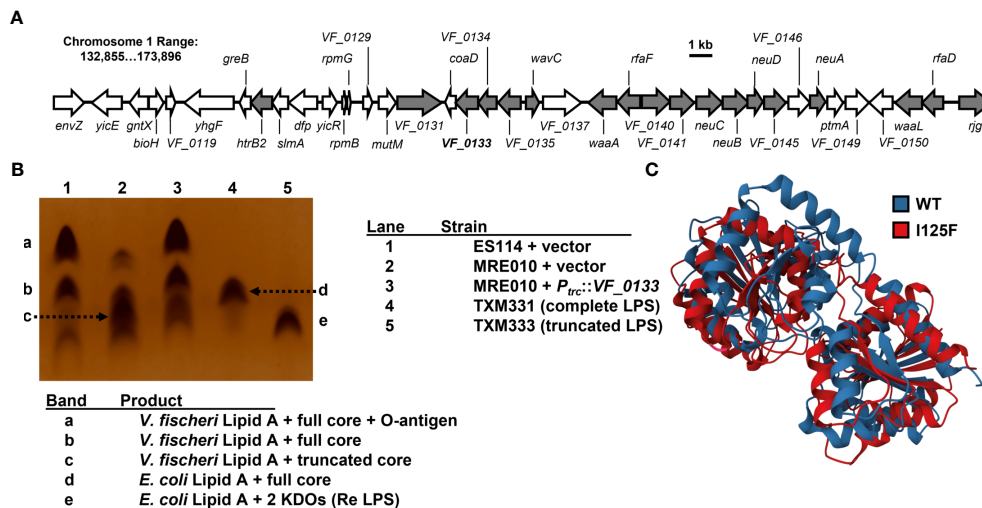 A
Chromosome 1 Range:
132,855...173,896
VF_0129
VF_0134
VF_0146
1 kb
greB
rpmG
coaD
wavC
rfaF
neuD
neuA
rfaD
envZ
yicE
gntX
bioH
VF_0119
yhgF
htrB2
slmA
dfp
yicR
rpmB
mutM
VF_0131
VF_0133
VF_0135
VF_0137
waaA
VF_0140
VF_0141
neuC
neuB
VF_0145
ptmA
VF_0149
VF_0150
waaL
rjg
B
1 2 3 4 5
a
b
c
d
e
Lane Strain
1 ES114 + vector
2 MRE010 + vector
3 MRE010 + Ptrc::VF_0133
4 TXM331 (complete LPS)
5 TXM333 (truncated LPS)
Band Product
a V. fischeri Lipid A + full core + O-antigen
b V. fischeri Lipid A + full core
c V. fischeri Lipid A + truncated core
d E. coli Lipid A + full core
e E. coli Lipid A + 2 KDOs (Re LPS)
C
WT
I125F